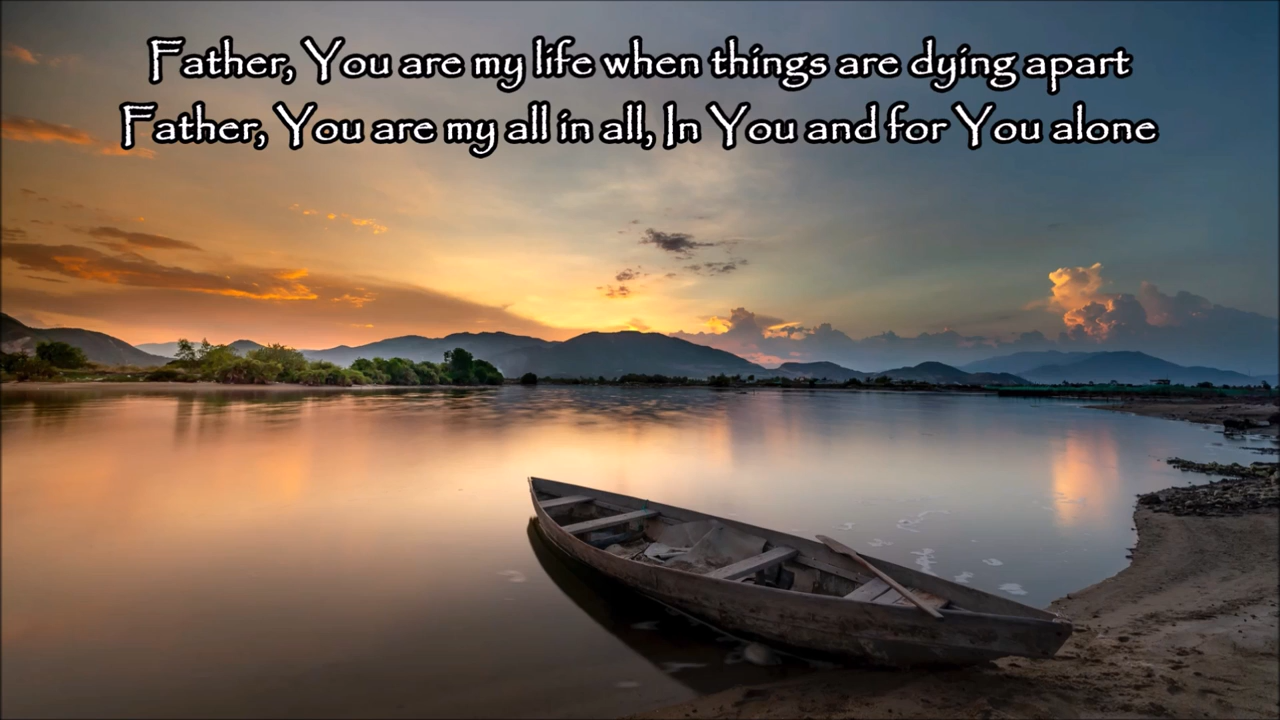 Father, You are my life when things are dying apart
Father, You are my all in all, In You and for You alone